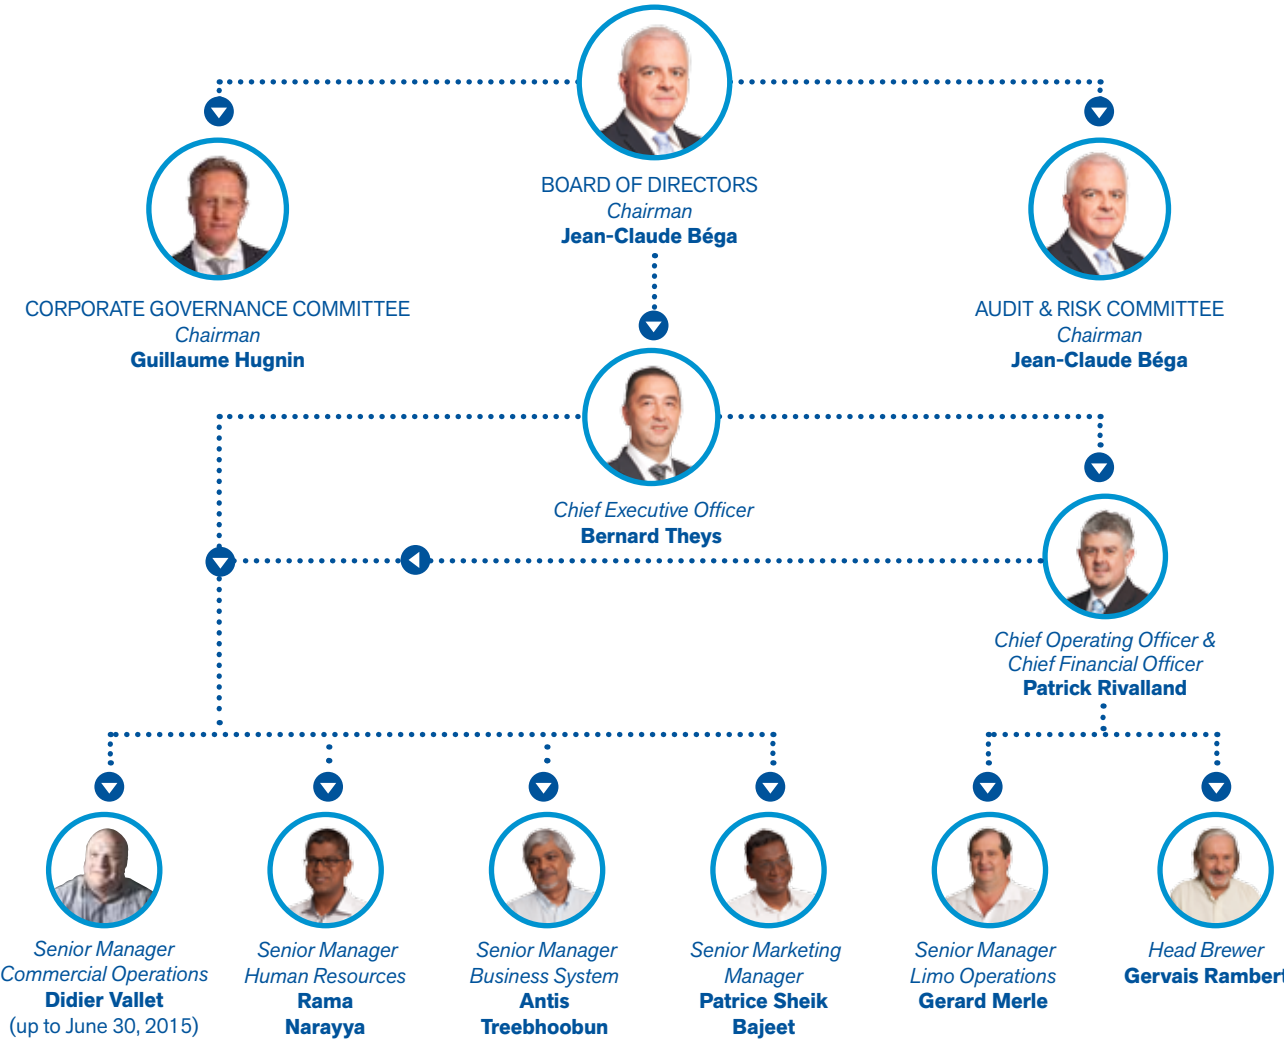 BOARD OF DIRECTORS
Chairman
Jean-Claude Béga
CORPORATE GOVERNANCE COMMITTEE
Chairman
Guillaume Hugnin
AUDIT & RISK COMMITTEE
Chairman
Jean-Claude Béga
Chief Executive Officer
Bernard Theys
Chief Operating Officer &
Chief Financial Officer
Patrick Rivalland
Senior Manager
Commercial Operations
Didier Vallet
(up to June 30, 2015)
Senior Manager
Human Resources
Rama
Narayya
Senior Manager
Business System
Antis
Treebhoobun
Senior Marketing
Manager
Patrice Sheik
Bajeet
Senior Manager
Limo Operations
Gerard Merle
Head Brewer
Gervais Rambert